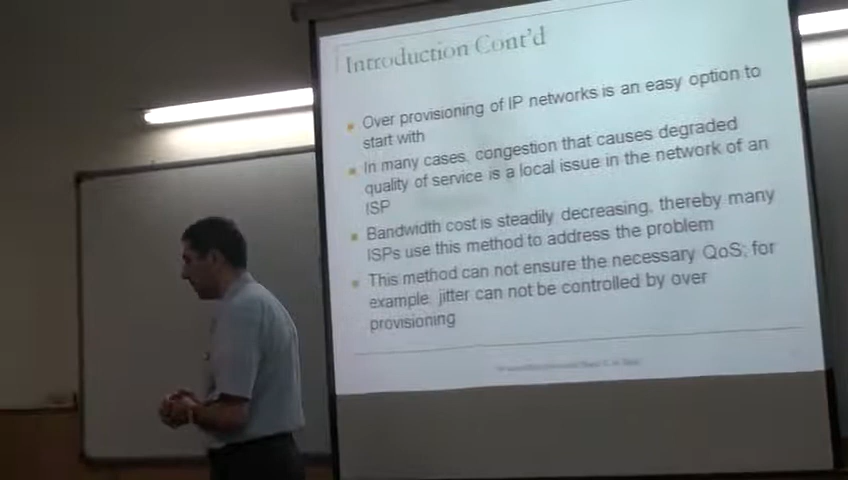 Introduction Cont'd
Over provisioning of IP networks is an easy option to
start with
In many cases, congestion that causes degraded
quality of service is a local issue in the network of an
ISP
Bandwidth cost is steadily decreasing, thereby many
ISPs use this method to address the problem
This method can not ensure the necessary QoS; for
example, jitter can not be controlled by over
provisioning